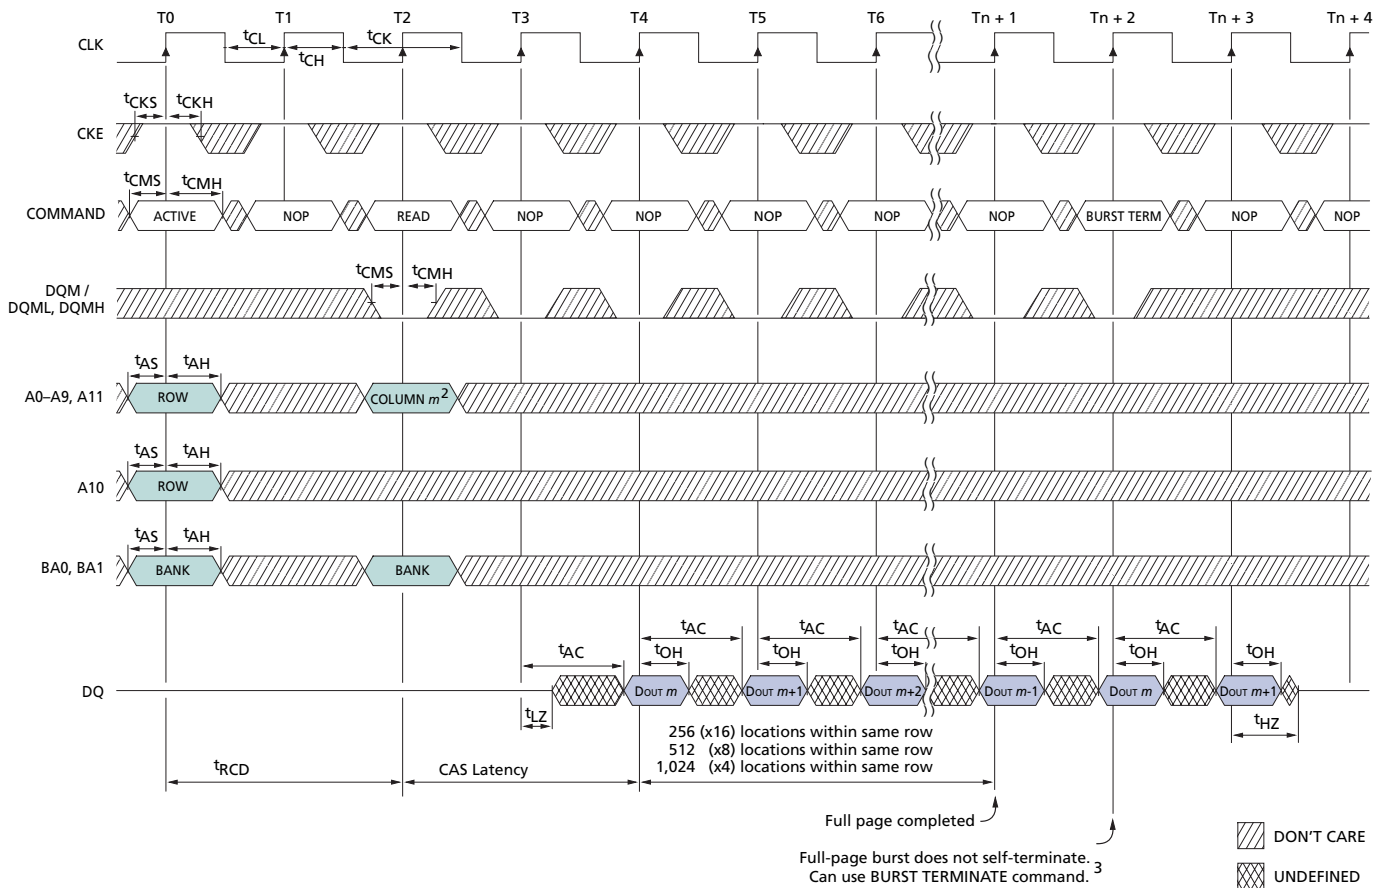 T0 T1 T2 T3 T4 T5 T6 Tn + 1 Tn + 2 Tn + 3 Tn + 4
CLK
tCL
tCH
tCK
tCKS tCKH
CKE
tCMS tCMH
COMMAND ACTIVE NOP READ NOP NOP NOP NOP NOP BURST TERM NOP NOP
tCMS tCMH
DQM /
DQML, DQMH
tAS tAH
A0–A9, A11 ROW COLUMN m2
tAS tAH
A10 ROW
tAS tAH
BA0, BA1 BANK BANK
tAC tAC tAC tAC tAC
tAC tOH tOH tOH tOH tOH tOH
DQ DOUT m DOUT m+1 DOUT m+2 DOUT m-1 DOUT m DOUT m+1
tLZ tHZ
256 (x16) locations within same row
512 (x8) locations within same row
1,024 (x4) locations within same row
tRCD CAS Latency
Full page completed
Full-page burst does not self-terminate. 3
Can use BURST TERMINATE command.
DON'T CARE
UNDEFINED